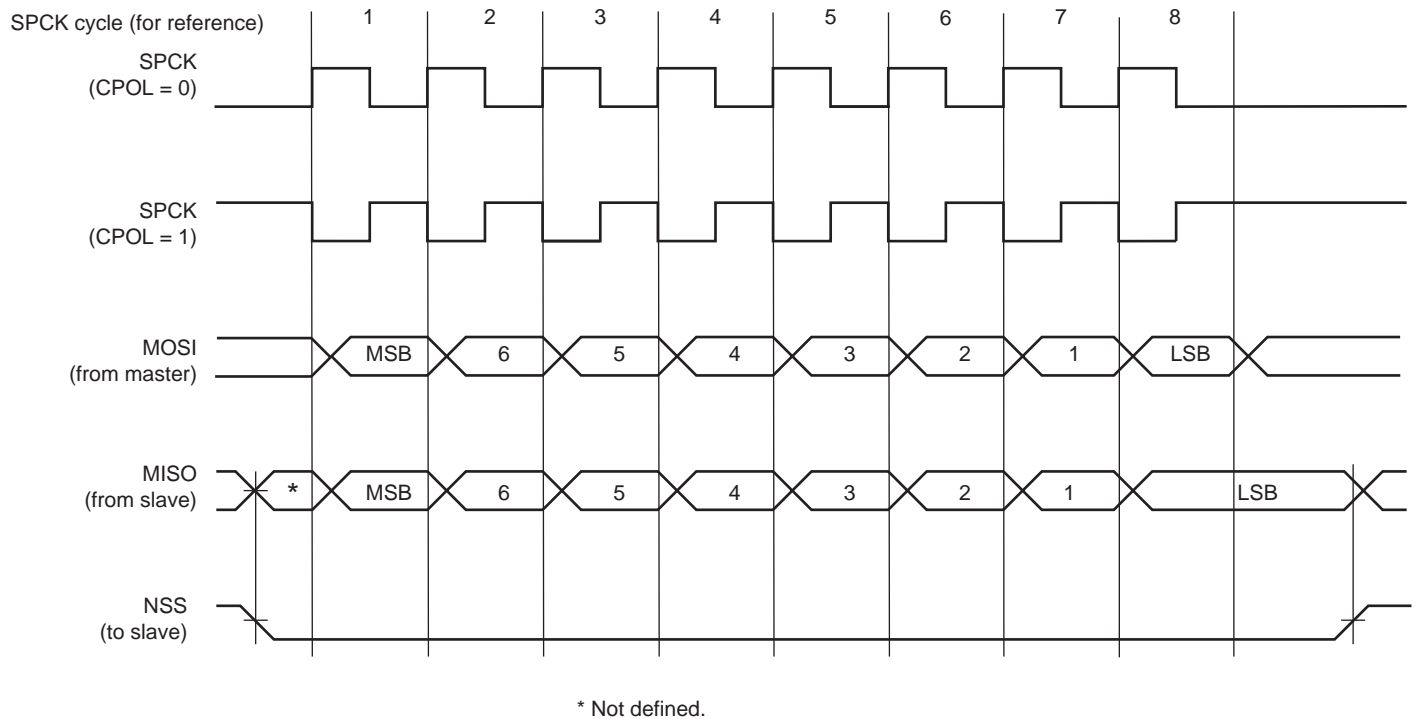 SPCK cycle (for reference) 1 2 3 4 5 6 7 8
SPCK
(CPOL = 0)
SPCK
(CPOL = 1)
MOSI
(from master)
MSB 6 5 4 3 2 1 LSB
MISO
(from slave)
* MSB 6 5 4 3 2 1 LSB
NSS
(to slave)
* Not defined.